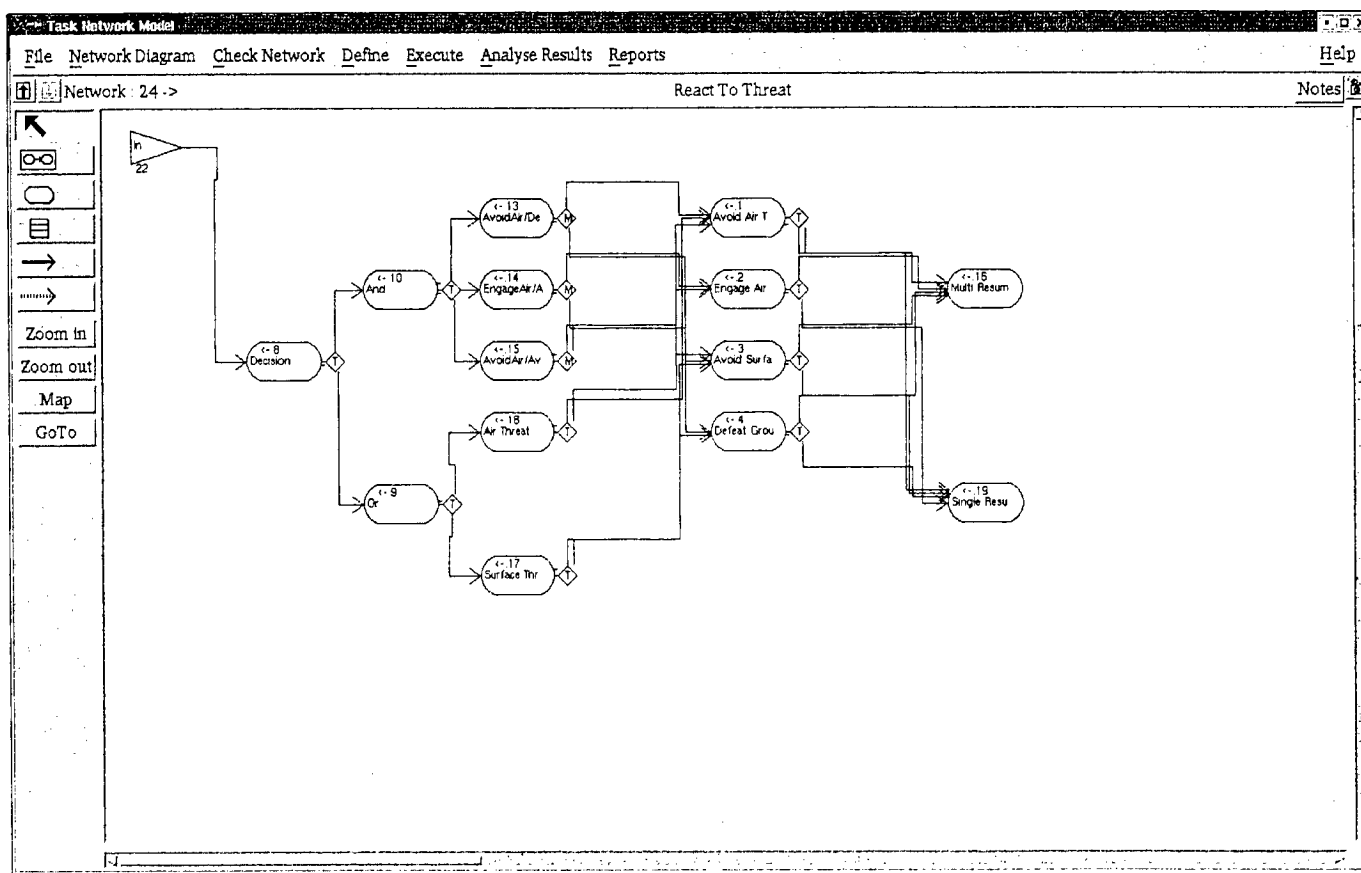 Task Network Model
File Network Diagram Check Network Define Execute Analyse Results Reports Help
Network : 24 -> React To Threat Notes
In
22
Zoom in
Zoom out
Map
GoTo
<-.8
Decision
T
<-.10
And
T
<-.9
Or
T
<-.13
AvoidAir/De
M
<-.14
EngageAir/A
M
<-.15
AvoidAir/Av
M
<-.18
Air Threat
T
<-.17
Surface Thr
T
<-.1
Avoid Air T
T
<-.2
Engage Air
T
<-.3
Avoid Surfa
T
<-.4
Defeat Grou
T
<-.16
Multi Resum
<-.19
Single Resu